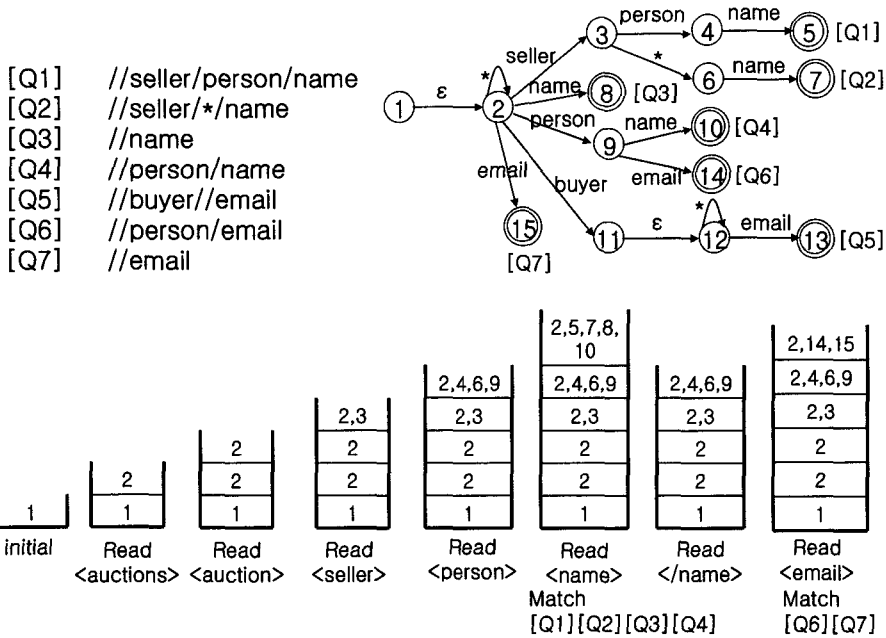 [Q1] //seller/person/name
[Q2] //seller/*/name
[Q3] //name
[Q4] //person/name
[Q5] //buyer//email
[Q6] //person/email
[Q7] //email
person name
3 4 5 [Q1]
seller *
* name
6 7 [Q2]
name
ε 8 [Q3]
1 2
person name
10 [Q4]
9
email buyer email 14 [Q6]
15 * 
ε email
11 12 13 [Q5]
[Q7]
1
initial
2
1
Read
<auctions>
2
2
1
Read
<auction>
2,3
2
2
1
Read
<seller>
2,4,6,9
2,3
2
2
1
Read
<person>
2,5,7,8,
10
2,4,6,9
2,3
2
2
1
Read
<name>
Match
[Q1][Q2][Q3][Q4]
2,4,6,9
2,3
2
2
1
Read
</name>
2,14,15
2,4,6,9
2,3
2
2
1
Read
<email>
Match
[Q6][Q7]